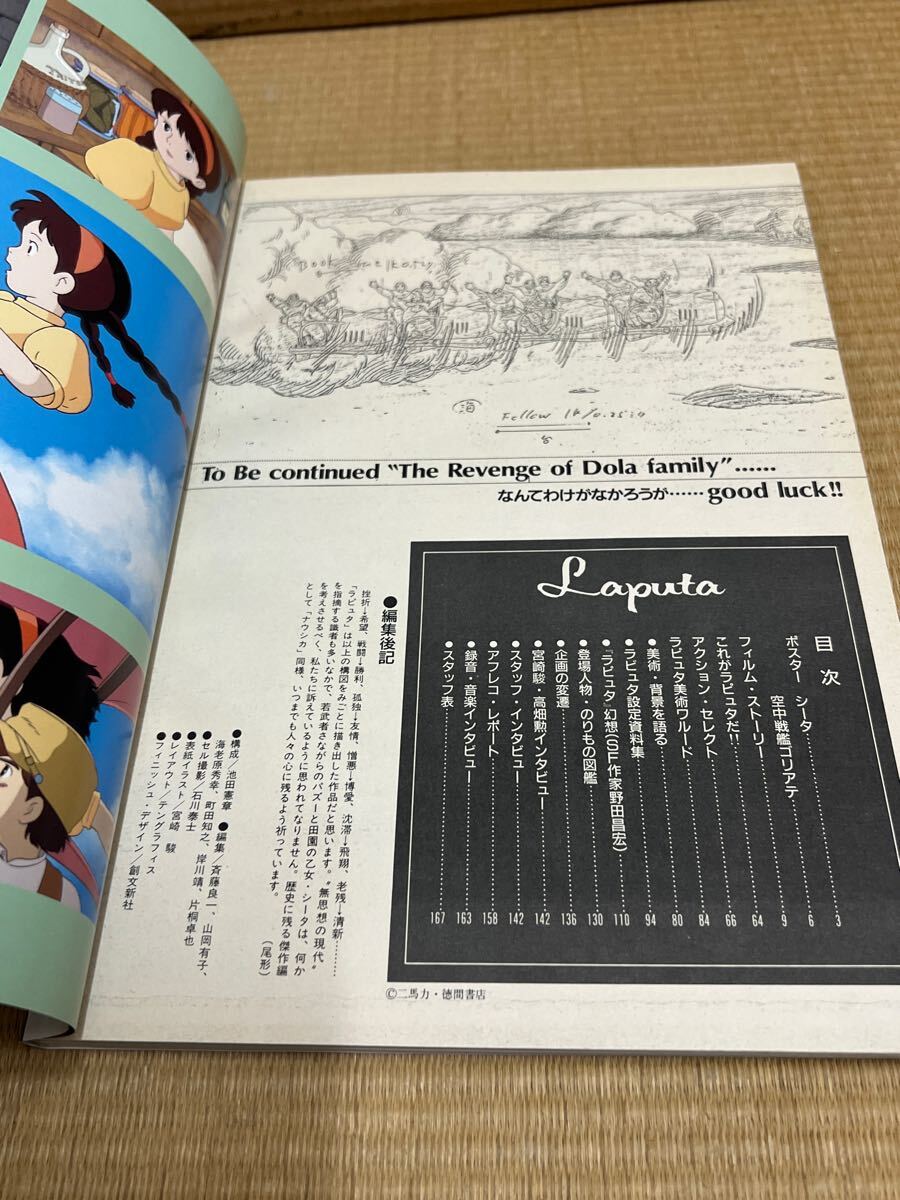 TAITE
Book 1k 0.5コマ
海
Fellow 1k/0.25コマ
To Be continued “The Revenge of Dola family”……
なんてわけがなかろうが……good luck!!
Laputa
目次
ポスター シータ……3
空中戦艦ゴリアテ……6
フィルム・ストーリー……9
これがラピュタだ!!……64
アクション・セレクト……66
ラピュタ美術ワールド……84
●美術・背景を語る……80
●ラピュタ設定資料集……94
●『ラピュタ』幻想(SF作家野田昌宏)……110
●登場人物・のりもの図鑑……130
●企画の変遷……136
●宮崎駿・高畑勲インタビュー……142
●スタッフ・インタビュー……142
●アフレコ・レポート……158
●録音・音楽インタビュー……163
●スタッフ表……167
●編集後記
挫折→希望、戦闘→勝利、孤独→友情、憎悪→博愛、沈滞→飛翔、老残→清新………
「ラピュタ」は以上の構図をみごとに描き出した作品だと思います。“無思想の現代”
を指摘する識者も多いなかで、若武者さながらのパズーと田園の乙女・シータは、何か
を考えさせるべく、私たちに訴えているように思われてなりません。歴史に残る傑作編
として「ナウシカ」同様、いつまでも人々の心に残るよう祈っています。
(尾形)
●構成/池田憲章 ●編集/斉藤良一、山岡有子、
海老原秀幸、町田知之、岸川靖、片桐卓也
●セル撮影/石川泰士
●表紙イラスト/宮崎 駿
●レイアウト/テングラフィス
●フィニッシュ・デザイン/創文新社
©二馬力・徳間書店